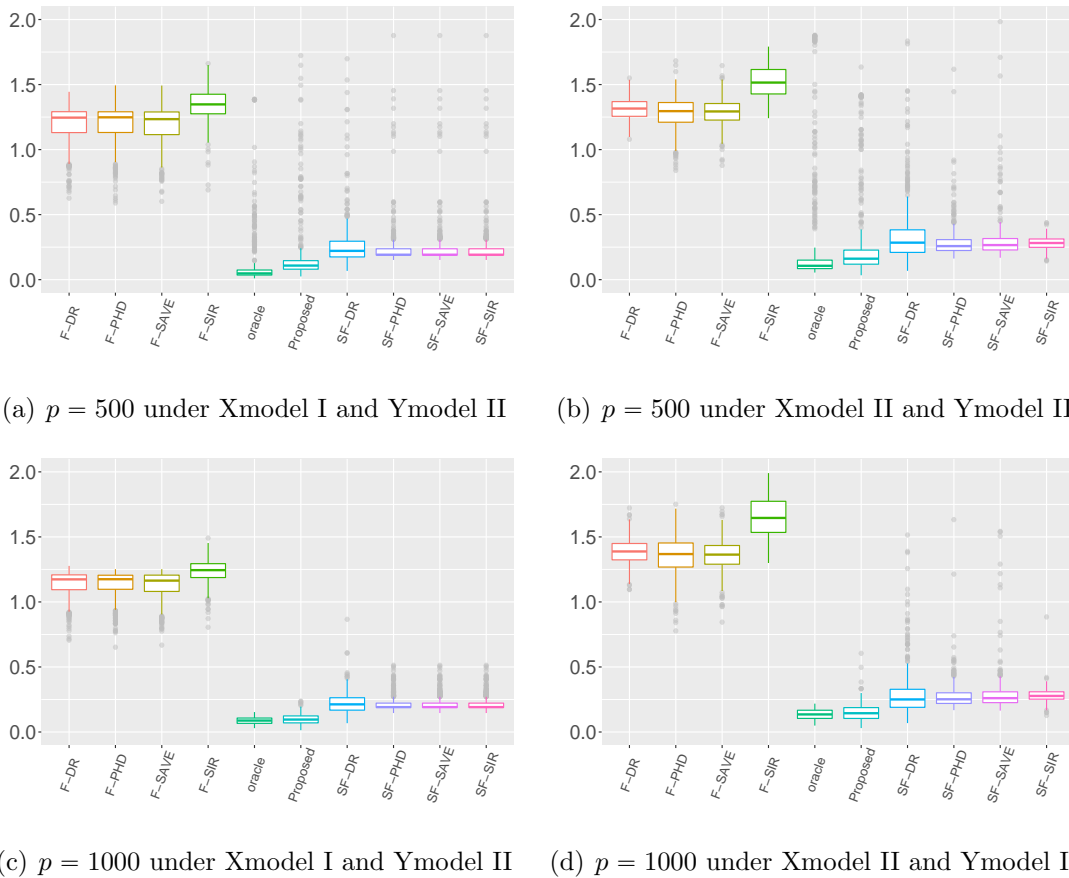 2.0
1.5
1.0
0.5
0.0
F−DR
F−PHD
F−SAVE
F−SIR
oracle
Proposed
SF−DR
SF−PHD
SF−SAVE
SF−SIR
(a) p = 500 under Xmodel I and Ymodel II
2.0
1.5
1.0
0.5
0.0
F−DR
F−PHD
F−SAVE
F−SIR
oracle
Proposed
SF−DR
SF−PHD
SF−SAVE
SF−SIR
(b) p = 500 under Xmodel II and Ymodel II
2.0
1.5
1.0
0.5
0.0
F−DR
F−PHD
F−SAVE
F−SIR
oracle
Proposed
SF−DR
SF−PHD
SF−SAVE
SF−SIR
(c) p = 1000 under Xmodel I and Ymodel II
2.0
1.5
1.0
0.5
0.0
F−DR
F−PHD
F−SAVE
F−SIR
oracle
Proposed
SF−DR
SF−PHD
SF−SAVE
SF−SIR
(d) p = 1000 under Xmodel II and Ymodel I